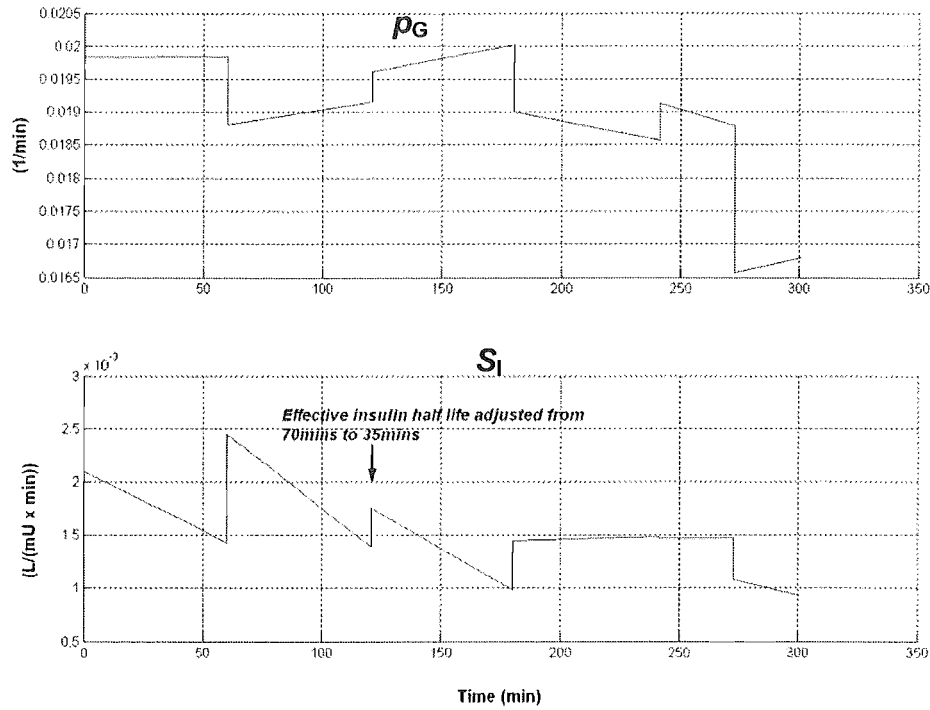 p_G
0.0205
0.02
0.0195
0.019
0.0185
0.018
0.0175
0.017
0.0165
(1/min)
0 50 100 150 200 250 300 350
S_I
x 10^-3
3
2.5
2
1.5
1
0.5
(L/(mU x min))
Effective insulin half life adjusted from
70mins to 35mins
0 50 100 150 200 250 300 350
Time (min)